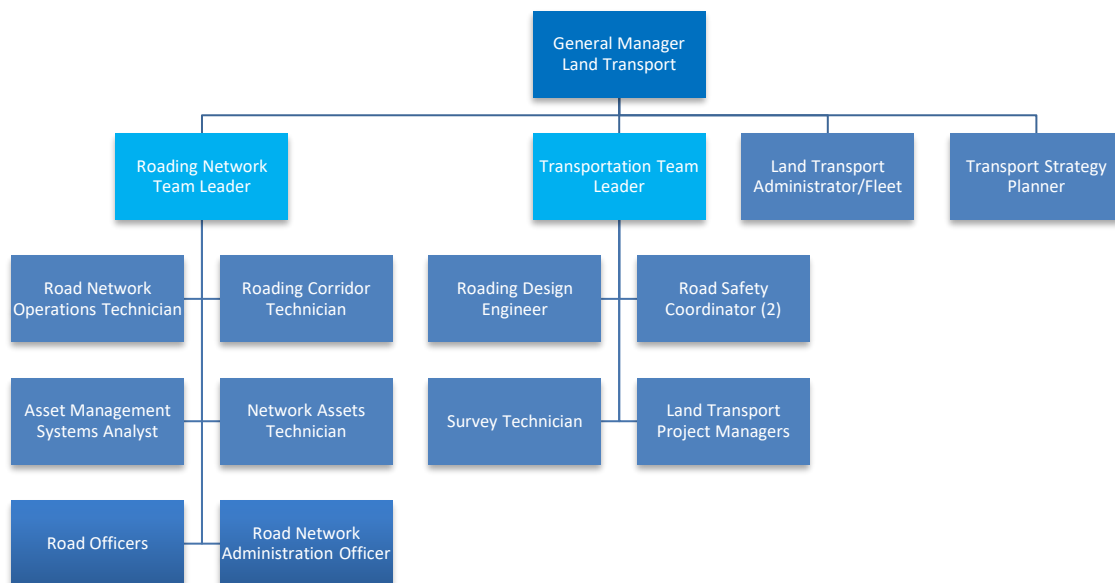 General Manager
Land Transport
Roading Network
Team Leader
Transportation Team
Leader
Land Transport
Administrator/Fleet
Transport Strategy
Planner
Road Network
Operations Technician
Roading Corridor
Technician
Roading Design
Engineer
Road Safety
Coordinator (2)
Asset Management
Systems Analyst
Network Assets
Technician
Survey Technician
Land Transport
Project Managers
Road Officers
Road Network
Administration Officer